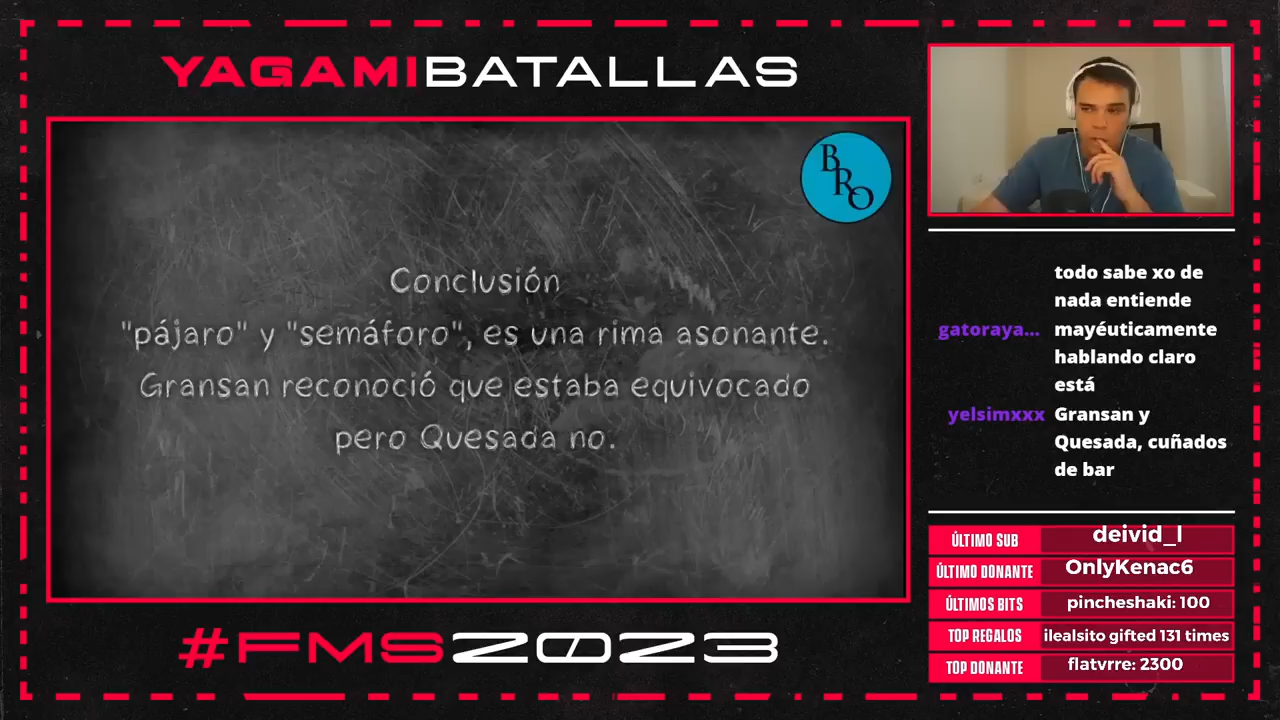 YAGAMIBATALLAS
BRO
Conclusión
"pájaro" y "semáforo", es una rima asonante.
Gransan reconoció que estaba equivocado
pero Quesada no.
#FMS2023
todo sabe xo de
nada entiende
gatoraya... mayéuticamente
hablando claro
está
yelsimxxx Gransan y
Quesada, cuñados
de bar
ÚLTIMO SUB deivid_l
ÚLTIMO DONANTE OnlyKenac6
ÚLTIMOS BITS pincheshaki: 100
TOP REGALOS ilealsito gifted 131 times
TOP DONANTE flatvrre: 2300